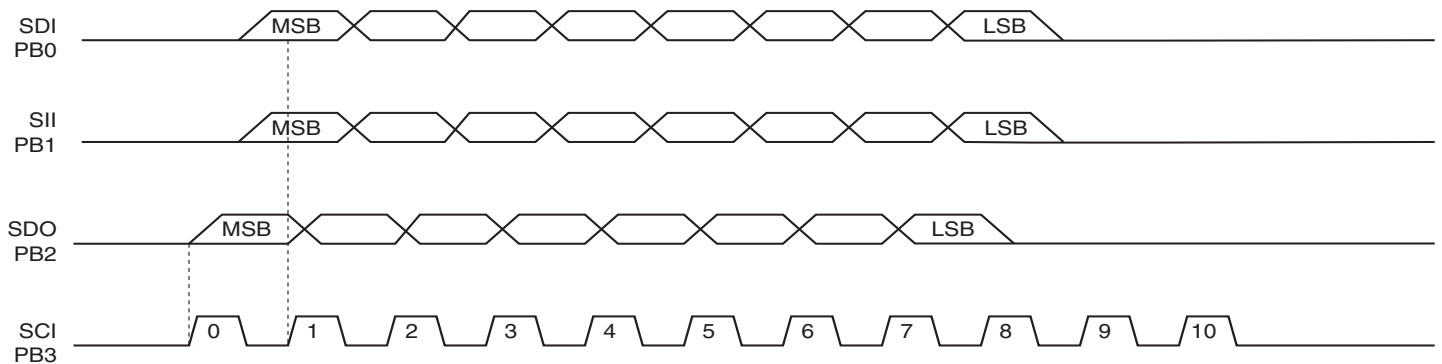 SDI
PB0
MSB
LSB
SII
PB1
MSB
LSB
SDO
PB2
MSB
LSB
SCI
PB3
0 1 2 3 4 5 6 7 8 9 10